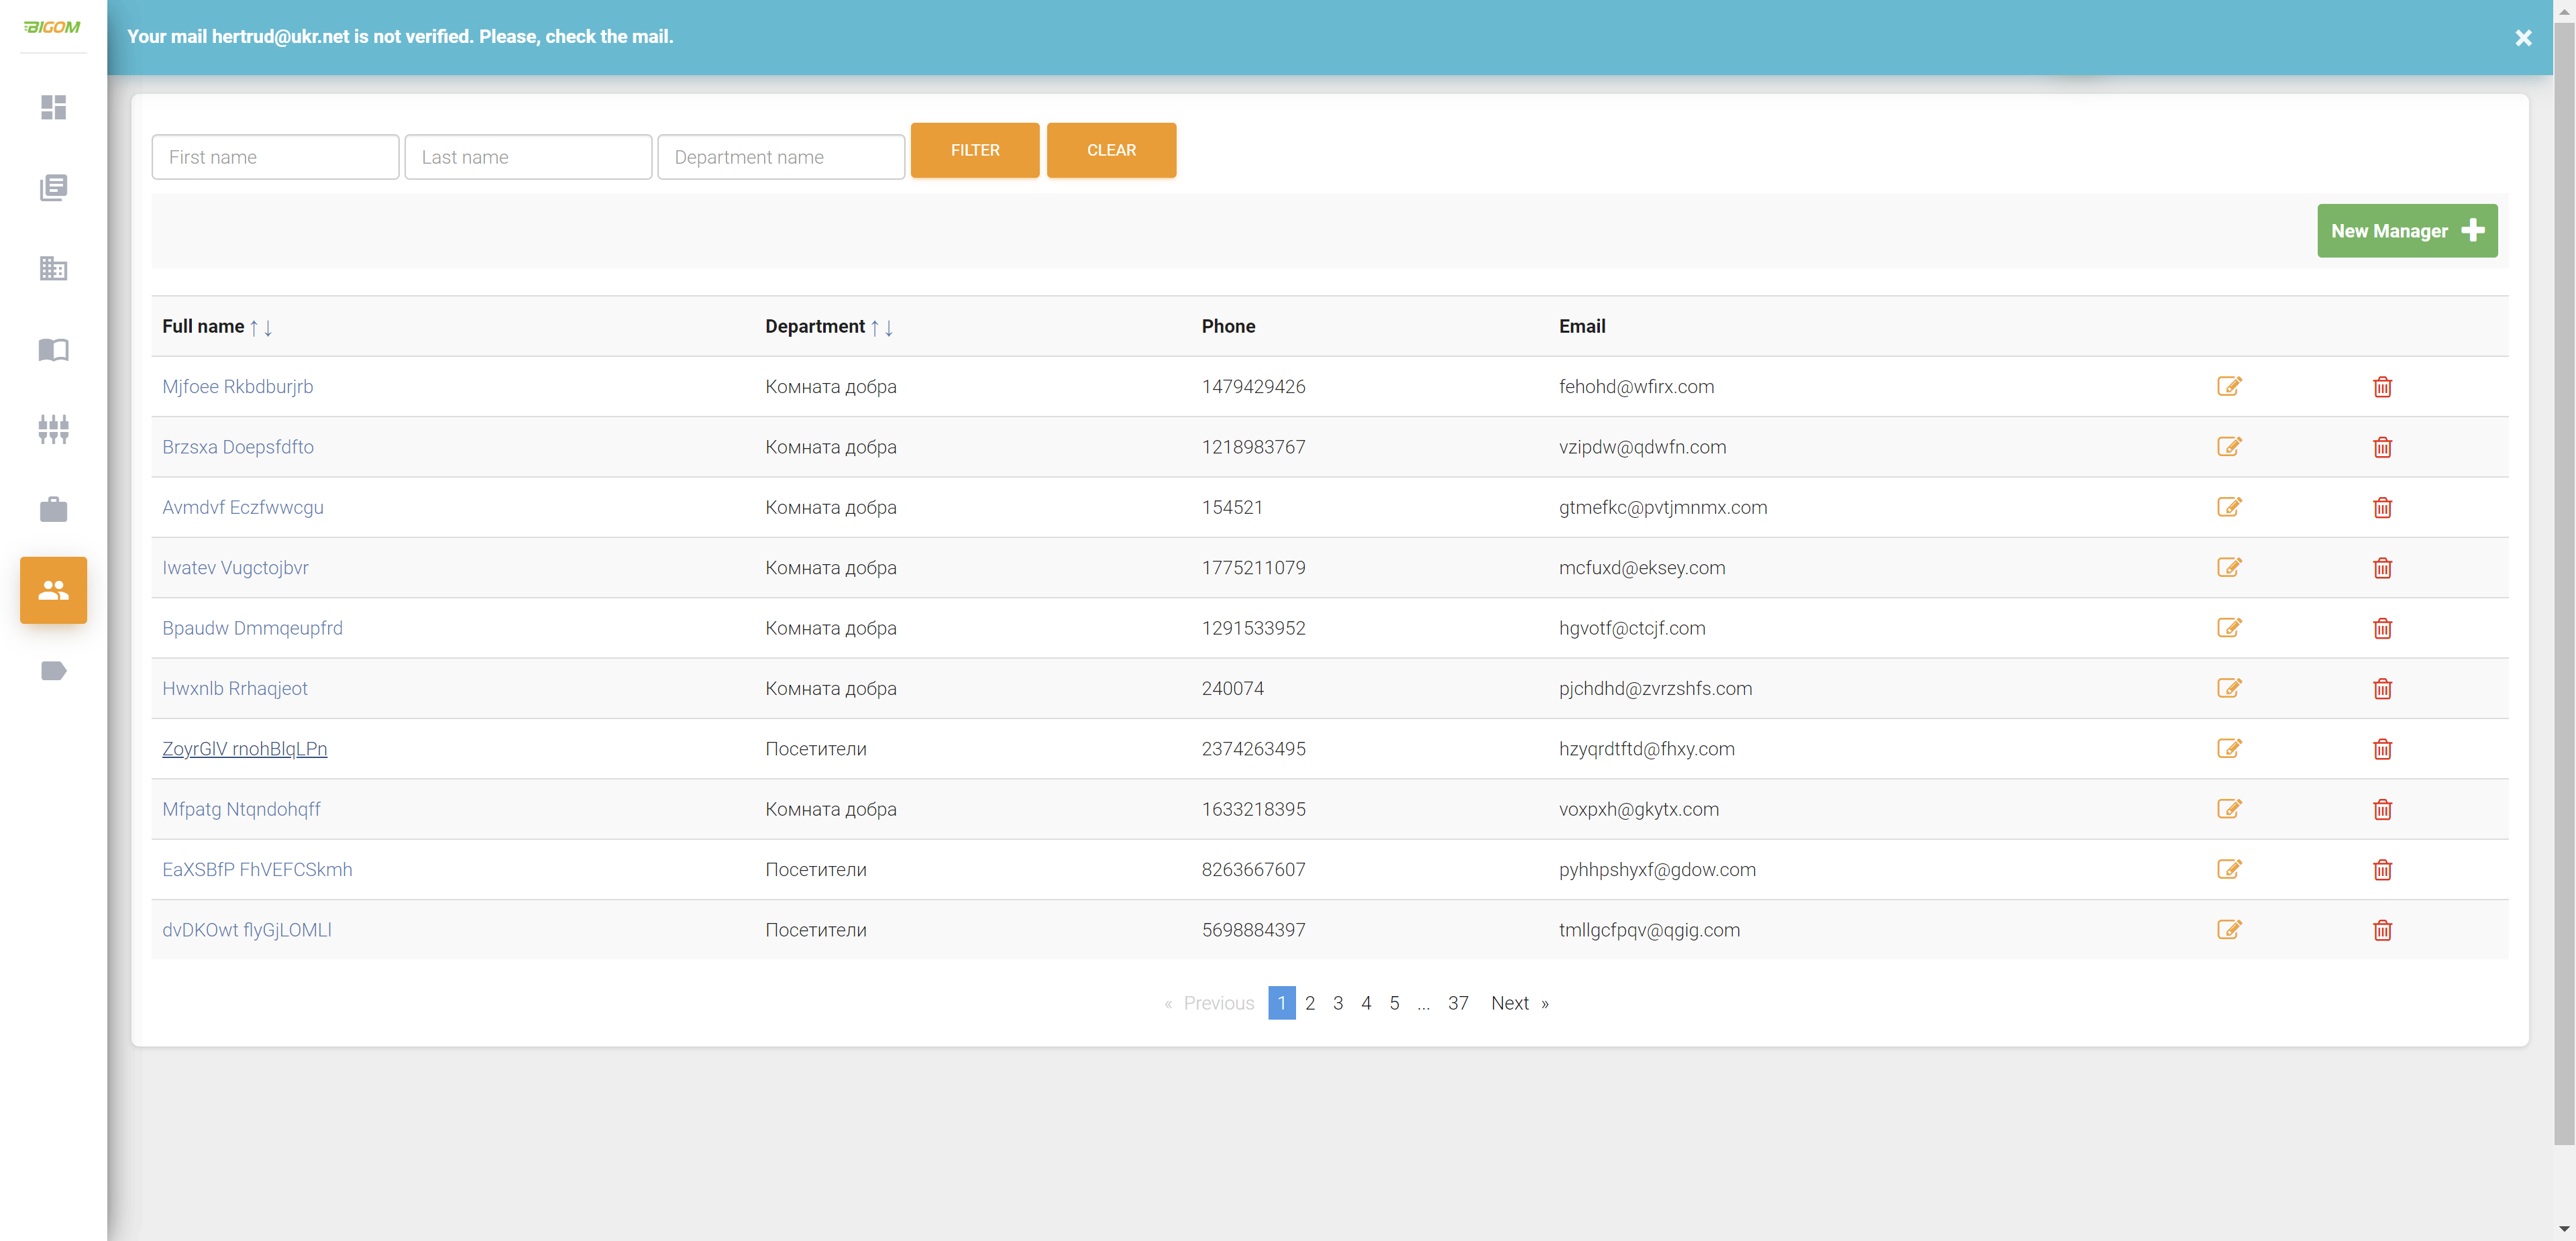 BIGOM
Your mail hertrud@ukr.net is not verified. Please, check the mail.
First name Last name Department name FILTER CLEAR
New Manager
Full name ↑↓ Department ↑↓ Phone Email
Mjfoee Rkbdburjrb Комната добра 1479429426 fehohd@wfirx.com
Brzsxa Doepsfdfto Комната добра 1218983767 vzipdw@qdwfn.com
Avmdvf Eczfwwcgu Комната добра 154521 gtmefkc@pvtjmnmx.com
Iwatev Vugctojbvr Комната добра 1775211079 mcfuxd@eksey.com
Bpaudw Dmmqeupfrd Комната добра 1291533952 hgvotf@ctcjf.com
Hwxnlb Rrhaqjeot Комната добра 240074 pjchdhd@zvrzshfs.com
ZoyrGlV rnohBlqLPn Посетители 2374263495 hzyqrdtftd@fhxy.com
Mfpatg Ntqndohqff Комната добра 1633218395 voxpxh@gkytx.com
EaXSBfP FhVEFCSkmh Посетители 8263667607 pyhhpshyxf@gdow.com
dvDKOwt flyGjLOMLl Посетители 5698884397 tmllgcfpqv@qgig.com
« Previous 1 2 3 4 5 ... 37 Next »